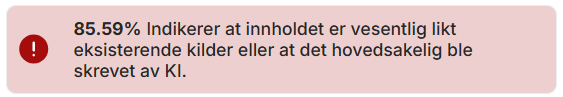 85.59% Indikerer at innholdet er vesentlig likt
eksisterende kilder eller at det hovedsakelig ble
skrevet av KI.